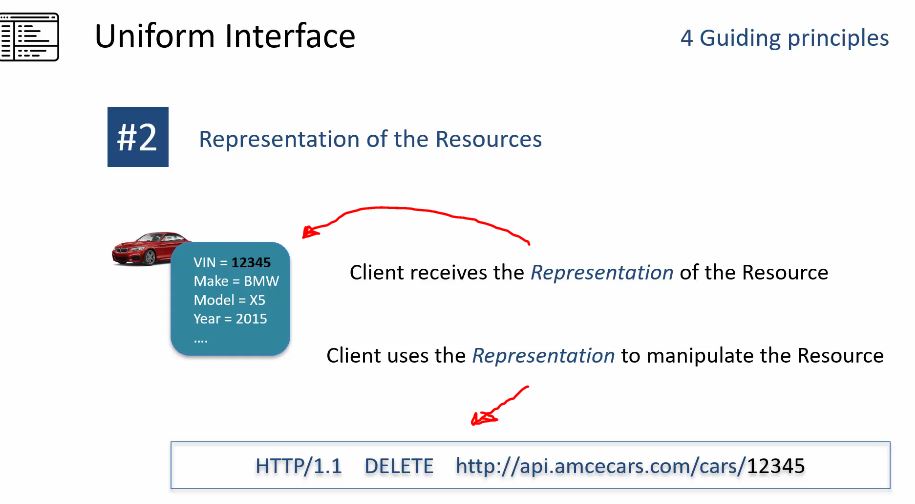 Uniform Interface
4 Guiding principles
#2
Representation of the Resources
VIN = 12345
Make = BMW
Model = X5
Year = 2015
....
Client receives the Representation of the Resource
Client uses the Representation to manipulate the Resource
HTTP/1.1 DELETE http://api.amcecars.com/cars/12345